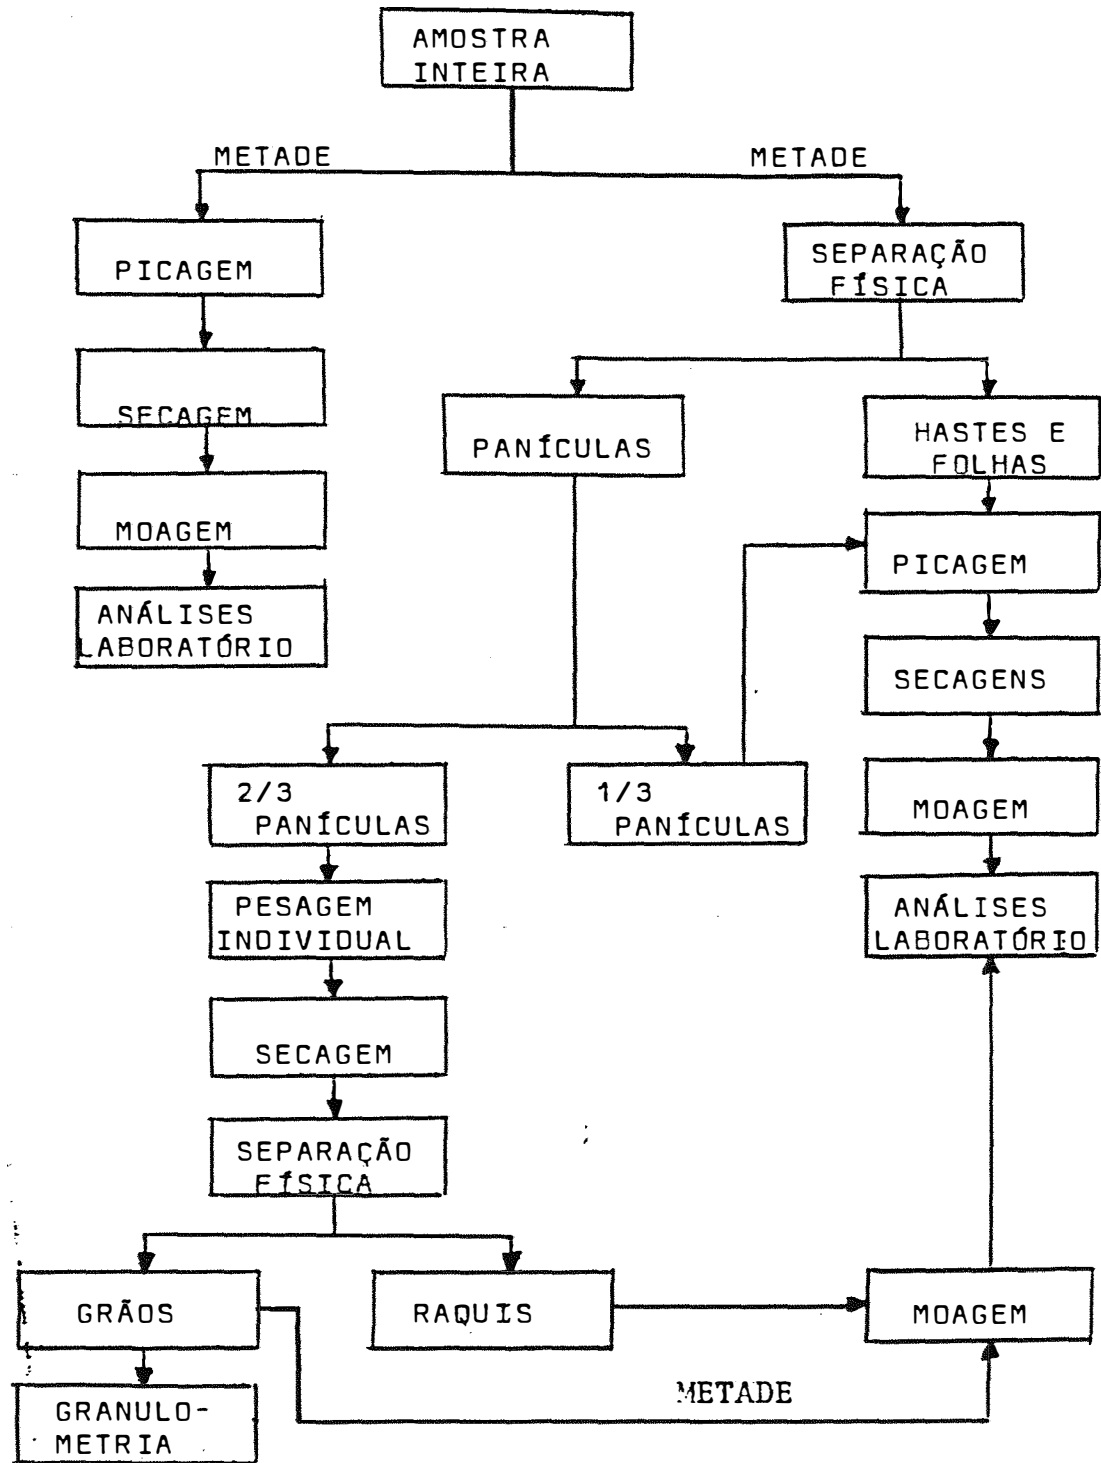 AMOSTRA
INTEIRA
METADE
METADE
PICAGEM
SEPARAÇÃO
FÍSICA
SECAGEM
PANÍCULAS
HASTES E
FOLHAS
MOAGEM
PICAGEM
ANÁLISES
LABORATÓRIO
SECAGENS
2/3
PANÍCULAS
1/3
PANÍCULAS
MOAGEM
PESAGEM
INDIVIDUAL
ANÁLISES
LABORATÓRIO
SECAGEM
SEPARAÇÃO
FÍSICA
GRÃOS
RAQUIS
MOAGEM
METADE
GRANULO-
METRIA